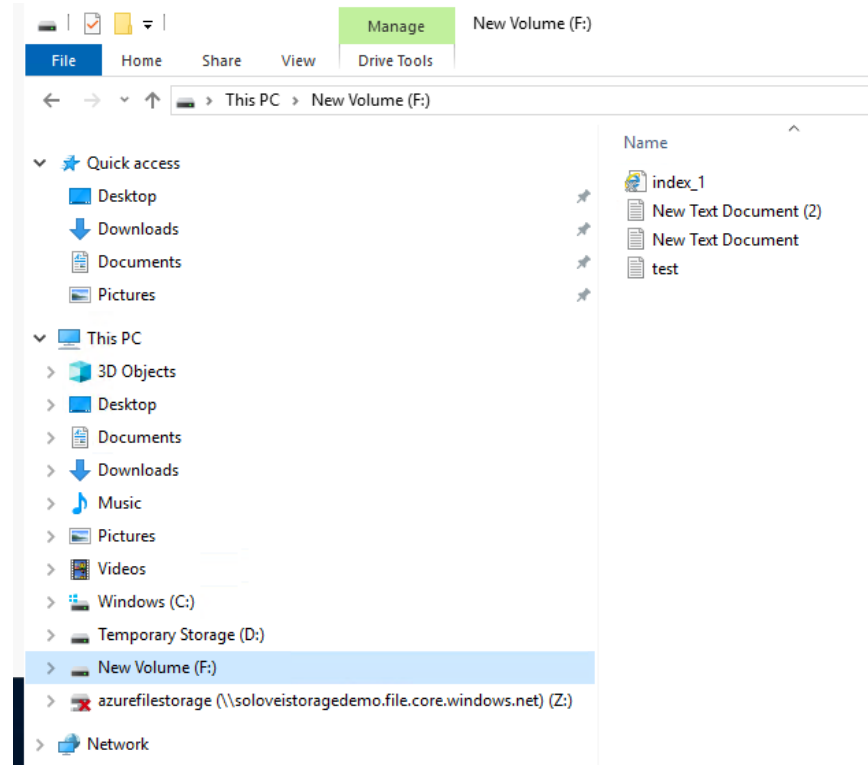 Manage New Volume (F:)
File Home Share View Drive Tools
This PC > New Volume (F:)
Quick access
Desktop
Downloads
Documents
Pictures
This PC
3D Objects
Desktop
Documents
Downloads
Music
Pictures
Videos
Windows (C:)
Temporary Storage (D:)
New Volume (F:)
azurefilestorage (\\soloveistoragedemo.file.core.windows.net) (Z:)
Network
Name
index_1
New Text Document (2)
New Text Document
test